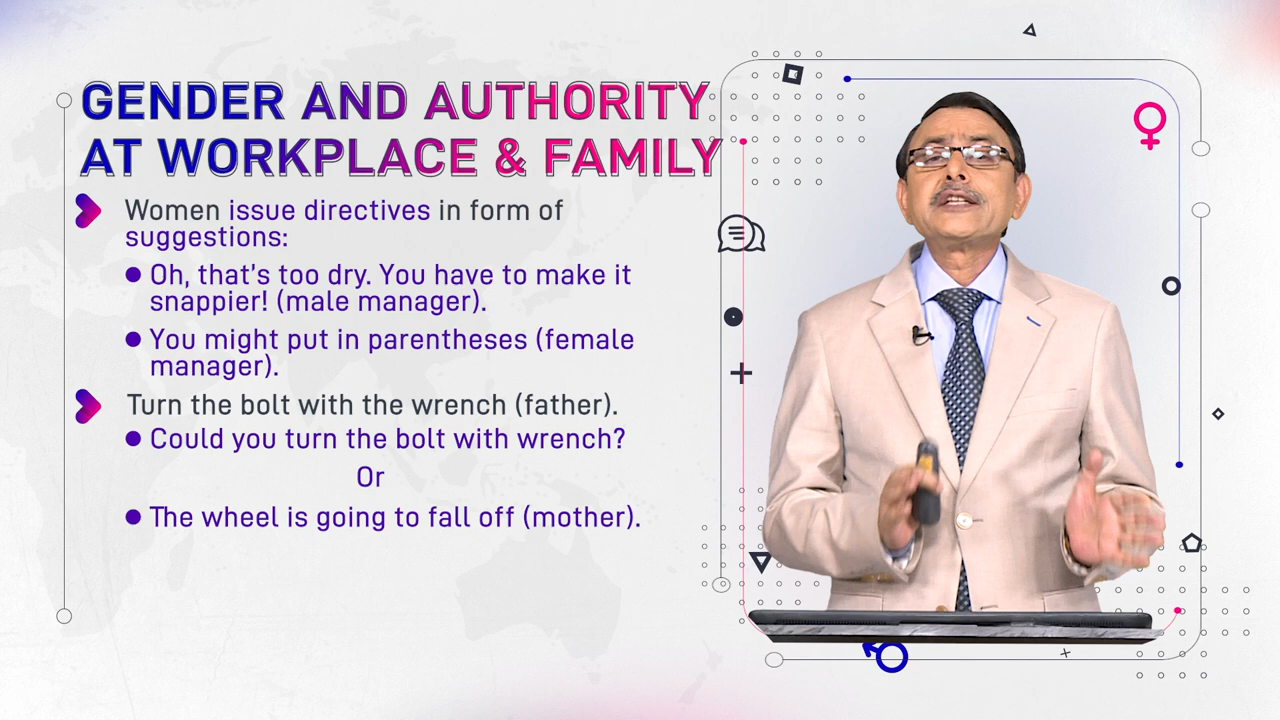 GENDER AND AUTHORITY
AT WORKPLACE & FAMILY
Women issue directives in form of
suggestions:
Oh, that's too dry. You have to make it
snappier! (male manager).
You might put in parentheses (female
manager).
Turn the bolt with the wrench (father).
Could you turn the bolt with wrench?
Or
The wheel is going to fall off (mother).